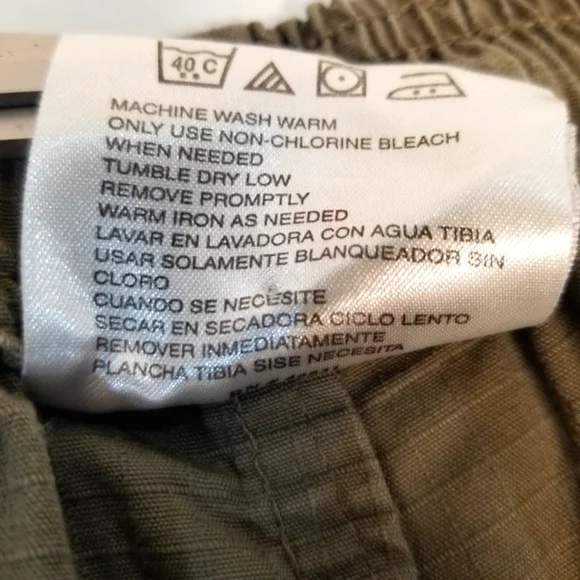 40 C
MACHINE WASH WARM
ONLY USE NON-CHLORINE BLEACH
WHEN NEEDED
TUMBLE DRY LOW
REMOVE PROMPTLY
WARM IRON AS NEEDED
LAVAR EN LAVADORA CON AGUA TIBIA
USAR SOLAMENTE BLANQUEADOR SIN
CLORO
CUANDO SE NECESITE
SECAR EN SECADORA CICLO LENTO
REMOVER INMEDIATAMENTE
PLANCHA TIBIA SISE NECESITA